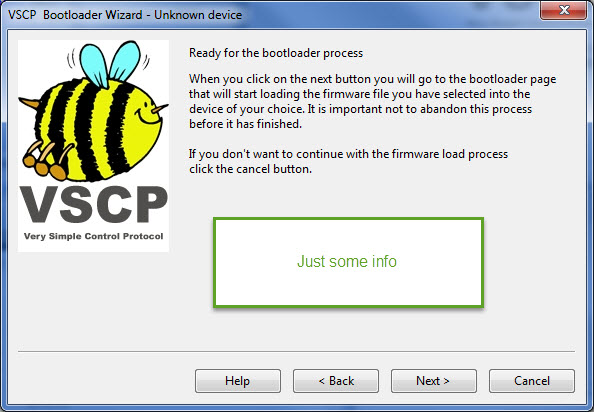 VSCP Bootloader Wizard - Unknown device
Ready for the bootloader process
When you click on the next button you will go to the bootloader page
that will start loading the firmware file you have selected into the
device of your choice. It is important not to abandon this process
before it has finished.
If you don't want to continue with the firmware load process
click the cancel button.
VSCP
Very Simple Control Protocol
Just some info
Help
< Back
Next >
Cancel